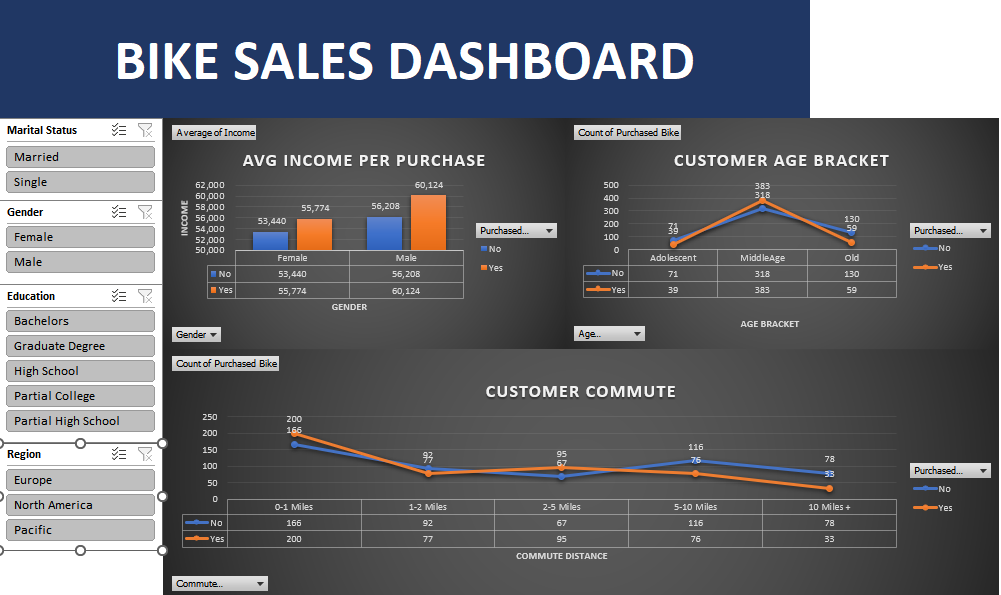 BIKE SALES DASHBOARD
Marital Status
Married
Single
Gender
Female
Male
Education
Bachelors
Graduate Degree
High School
Partial College
Partial High School
Region
Europe
North America
Pacific
Average of Income
AVG INCOME PER PURCHASE
INCOME
62,000
60,000
58,000
56,000
54,000
52,000
50,000
53,440
55,774
56,208
60,124
Female Male
No 53,440 56,208
Yes 55,774 60,124
GENDER
Purchased...
No
Yes
Gender
Count of Purchased Bike
CUSTOMER AGE BRACKET
500
400
300
200
100
0
71
39
383
318
130
59
Adolescent MiddleAge Old
No 71 318 130
Yes 39 383 59
AGE BRACKET
Purchased...
No
Yes
Age...
Count of Purchased Bike
CUSTOMER COMMUTE
250
200
150
100
50
0
200
166
92
77
95
67
116
76
78
33
0-1 Miles 1-2 Miles 2-5 Miles 5-10 Miles 10 Miles +
No 166 92 67 116 78
Yes 200 77 95 76 33
COMMUTE DISTANCE
Purchased...
No
Yes
Commute...